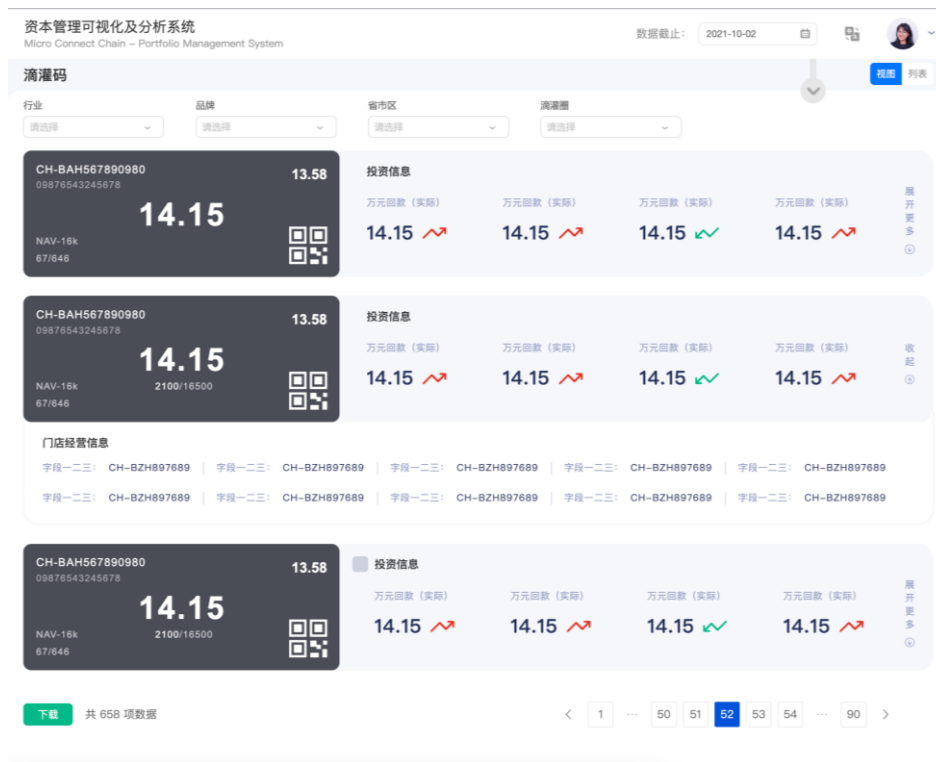 资本管理可视化及分析系统
Micro Connect Chain – Portfolio Management System
数据截止： 2021-10-02
滴灌码
视图 列表
行业 品牌 省市区 滴灌圈
请选择 请选择 请选择 请选择
CH-BAH567890980
09876543245678
13.58
14.15
NAV-16k
67/646
投资信息
万元回款（实际） 万元回款（实际） 万元回款（实际） 万元回款（实际）
14.15 14.15 14.15 14.15
展开更多
CH-BAH567890980
09876543245678
13.58
14.15
NAV-16k 2100/16500
67/646
投资信息
万元回款（实际） 万元回款（实际） 万元回款（实际） 万元回款（实际）
14.15 14.15 14.15 14.15
收起
门店经营信息
字段一二三： CH-BZH897689 字段一二三： CH-BZH897689 字段一二三： CH-BZH897689 字段一二三： CH-BZH897689 字段一二三： CH-BZH897689
字段一二三： CH-BZH897689 字段一二三： CH-BZH897689 字段一二三： CH-BZH897689 字段一二三： CH-BZH897689 字段一二三： CH-BZH897689
CH-BAH567890980
09876543245678
13.58
14.15
NAV-16k 2100/16500
67/646
投资信息
万元回款（实际） 万元回款（实际） 万元回款（实际） 万元回款（实际）
14.15 14.15 14.15 14.15
展开更多
下载 共 658 项数据
< 1 ··· 50 51 52 53 54 ··· 90 >